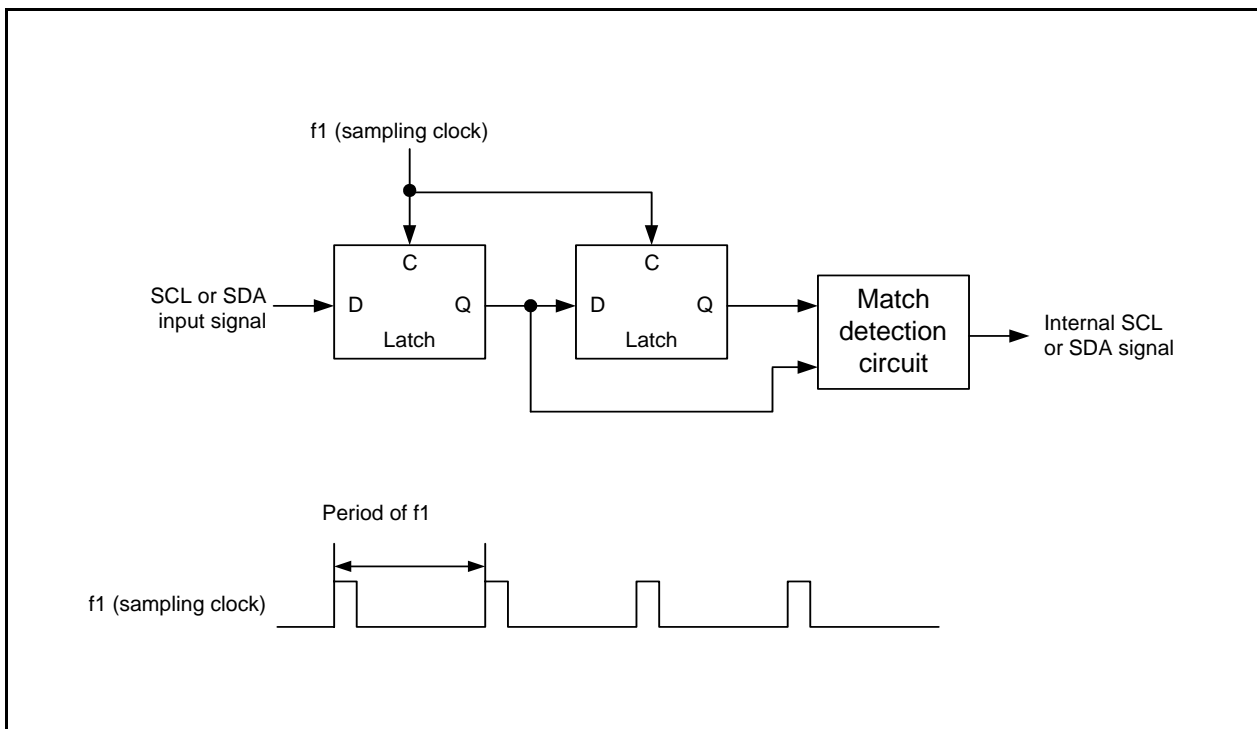 f1 (sampling clock)
C
C
SCL or SDA
input signal
D
Q
D
Q
Latch
Latch
Match
detection
circuit
Internal SCL
or SDA signal
Period of f1
f1 (sampling clock)